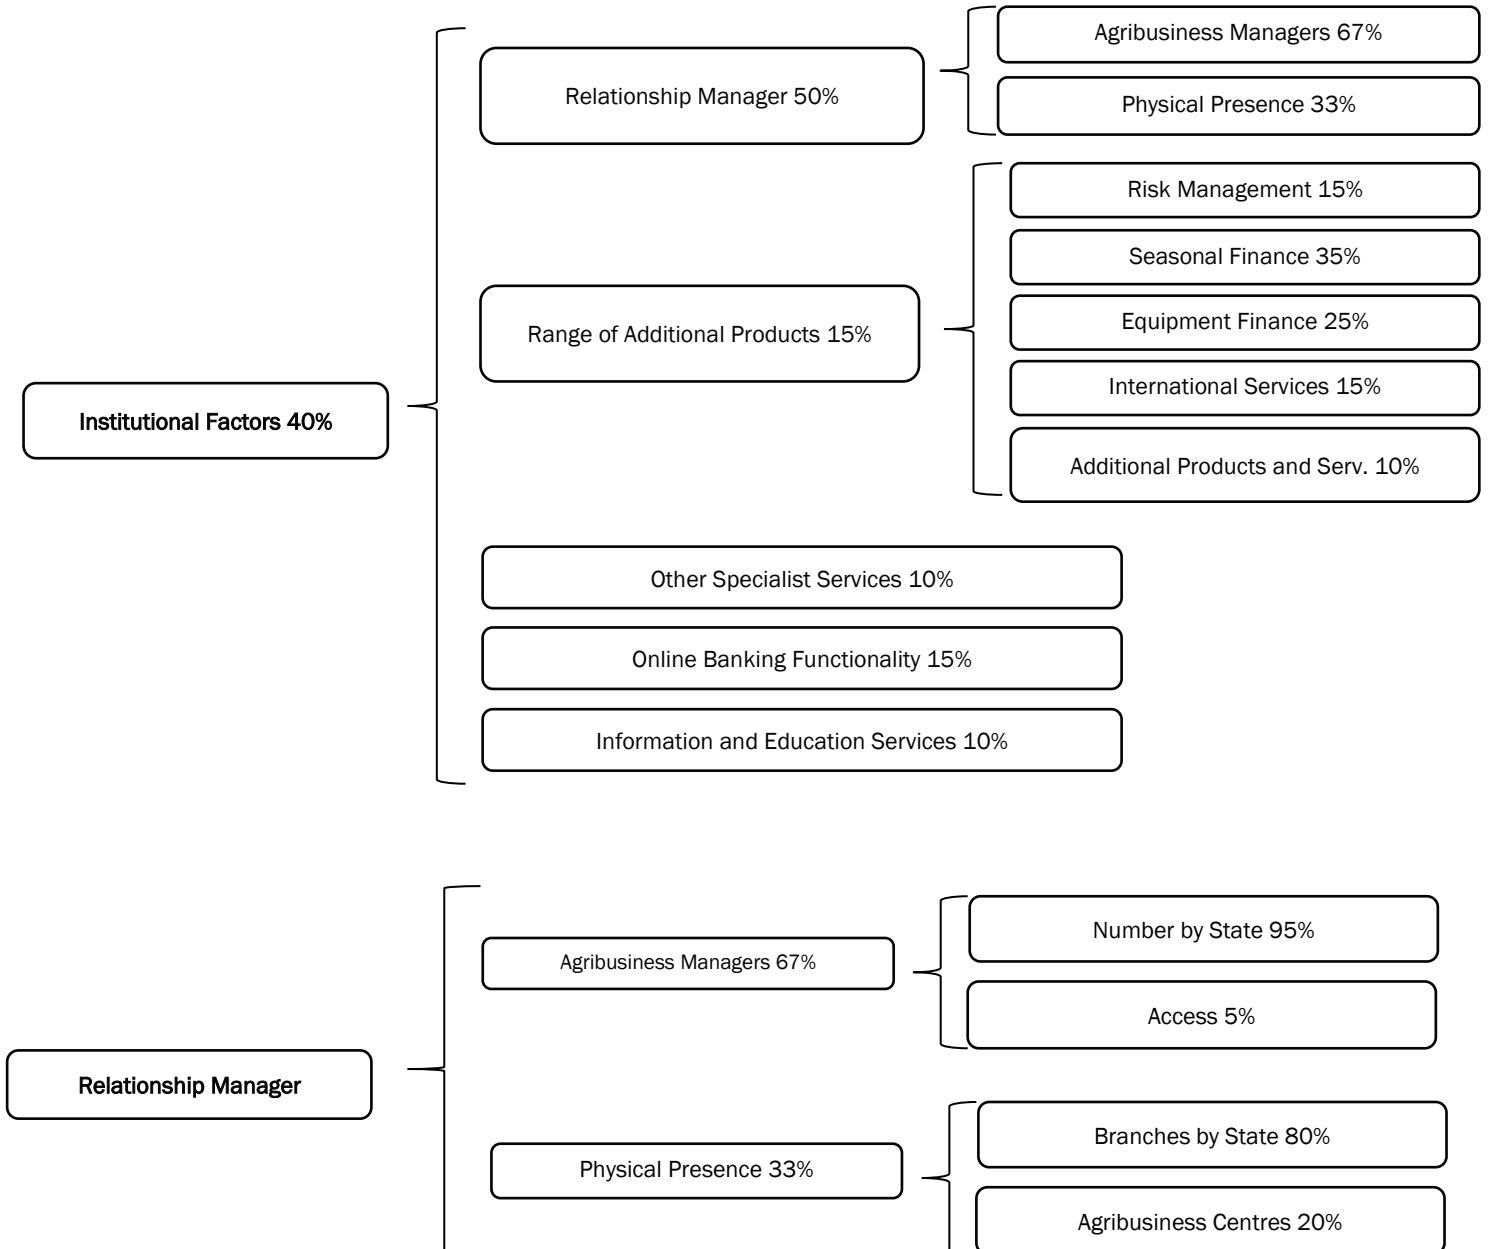 Agribusiness Managers 67%
Relationship Manager 50%
Physical Presence 33%
Risk Management 15%
Seasonal Finance 35%
Equipment Finance 25%
Range of Additional Products 15%
International Services 15%
Institutional Factors 40%
Additional Products and Serv. 10%
Other Specialist Services 10%
Online Banking Functionality 15%
Information and Education Services 10%
Number by State 95%
Agribusiness Managers 67%
Access 5%
Relationship Manager
Branches by State 80%
Physical Presence 33%
Agribusiness Centres 20%